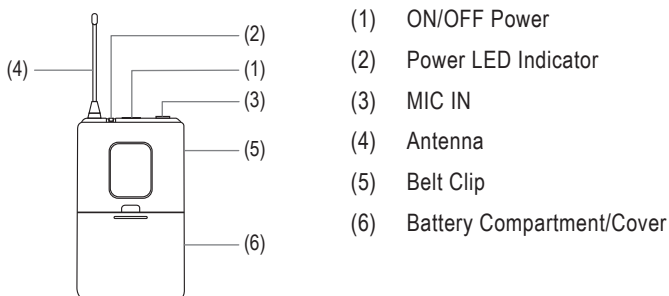 (2)
(4)
(1)
(3)
(5)
(6)
(1) ON/OFF Power
(2) Power LED Indicator
(3) MIC IN
(4) Antenna
(5) Belt Clip
(6) Battery Compartment/Cover